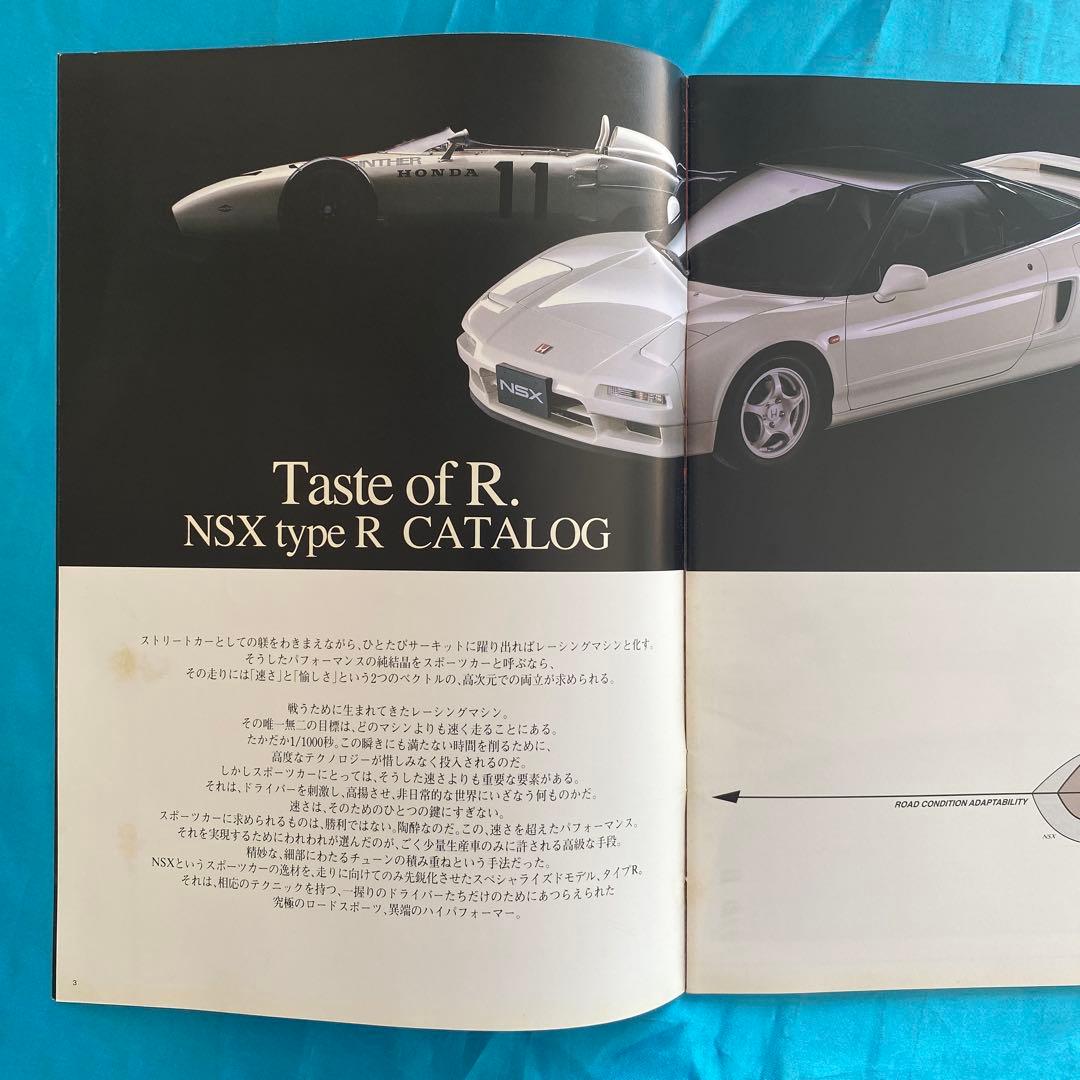 GINTHER
HONDA
11
NSX
Taste of R.
NSX type R CATALOG
ストリートカーとしての躾をわきまえながら、ひとたびサーキットに躍り出ればレーシングマシンと化す。
そうしたパフォーマンスの純結晶をスポーツカーと呼ぶなら、
その走りには「速さ」と「愉しさ」という2つのベクトルの、高次元での両立が求められる。
戦うために生まれてきたレーシングマシン。
その唯一無二の目標は、どのマシンよりも速く走ることにある。
たかだか1/1000秒。この瞬きにも満たない時間を削るために、
高度なテクノロジーが惜しみなく投入されるのだ。
しかしスポーツカーにとっては、そうした速さよりも重要な要素がある。
それは、ドライバーを刺激し、高揚させ、非日常的な世界にいざなう何ものかだ。
速さは、そのためのひとつの鍵にすぎない。
スポーツカーに求められるものは、勝利ではない。陶酔なのだ。この、速さを超えたパフォーマンス。
それを実現するためにわれわれが選んだのが、ごく少量生産車のみに許される高級な手段。
精妙な、細部にわたるチューンの積み重ねという手法だった。
NSXというスポーツカーの逸材を、走りに向けてのみ先鋭化させたスペシャライズドモデル、タイプR。
それは、相応のテクニックを持つ、一握りのドライバーたちだけのためにあつらえられた
究極のロードスポーツ、異端のハイパフォーマー。
3
ROAD CONDITION ADAPTABILITY
NSX